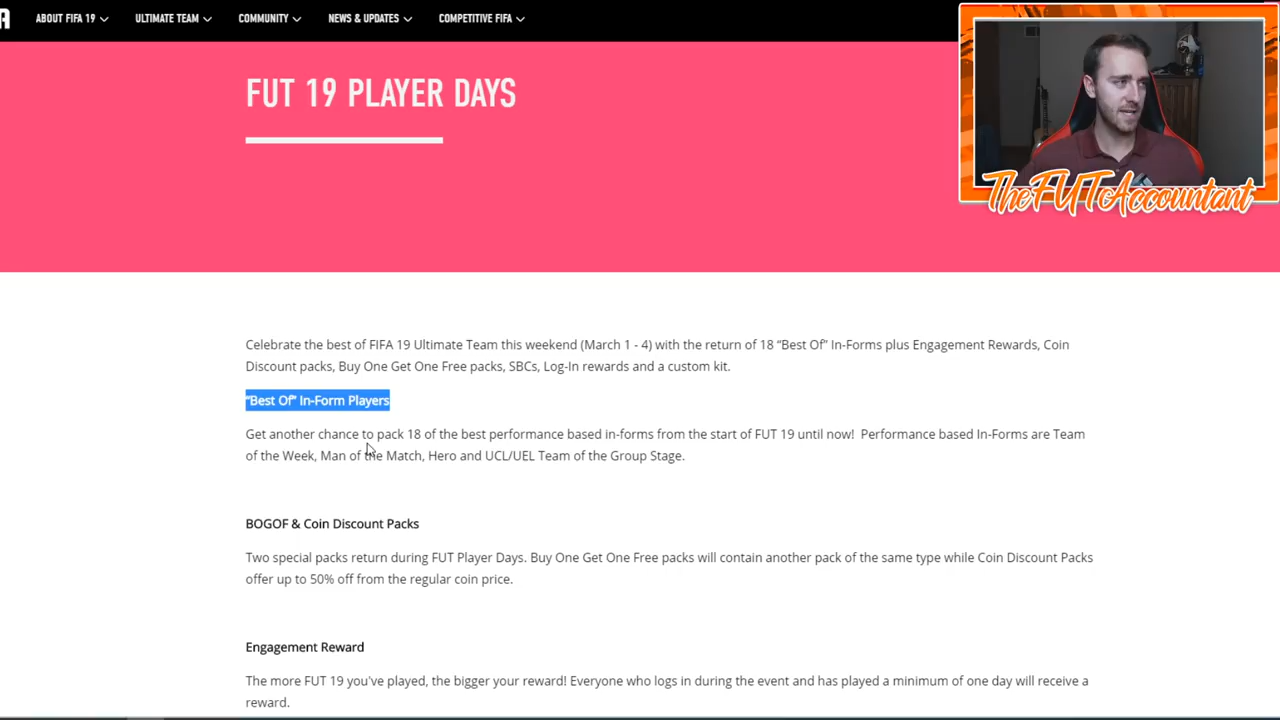 ABOUT FIFA 19 ULTIMATE TEAM COMMUNITY NEWS & UPDATES COMPETITIVE FIFA
FUT 19 PLAYER DAYS
TheFUTAccountant
Celebrate the best of FIFA 19 Ultimate Team this weekend (March 1 - 4) with the return of 18 “Best Of” In-Forms plus Engagement Rewards, Coin
Discount packs, Buy One Get One Free packs, SBCs, Log-In rewards and a custom kit.
“Best Of” In-Form Players
Get another chance to pack 18 of the best performance based in-forms from the start of FUT 19 until now! Performance based In-Forms are Team
of the Week, Man of the Match, Hero and UCL/UEL Team of the Group Stage.
BOGOF & Coin Discount Packs
Two special packs return during FUT Player Days. Buy One Get One Free packs will contain another pack of the same type while Coin Discount Packs
offer up to 50% off from the regular coin price.
Engagement Reward
The more FUT 19 you've played, the bigger your reward! Everyone who logs in during the event and has played a minimum of one day will receive a
reward.